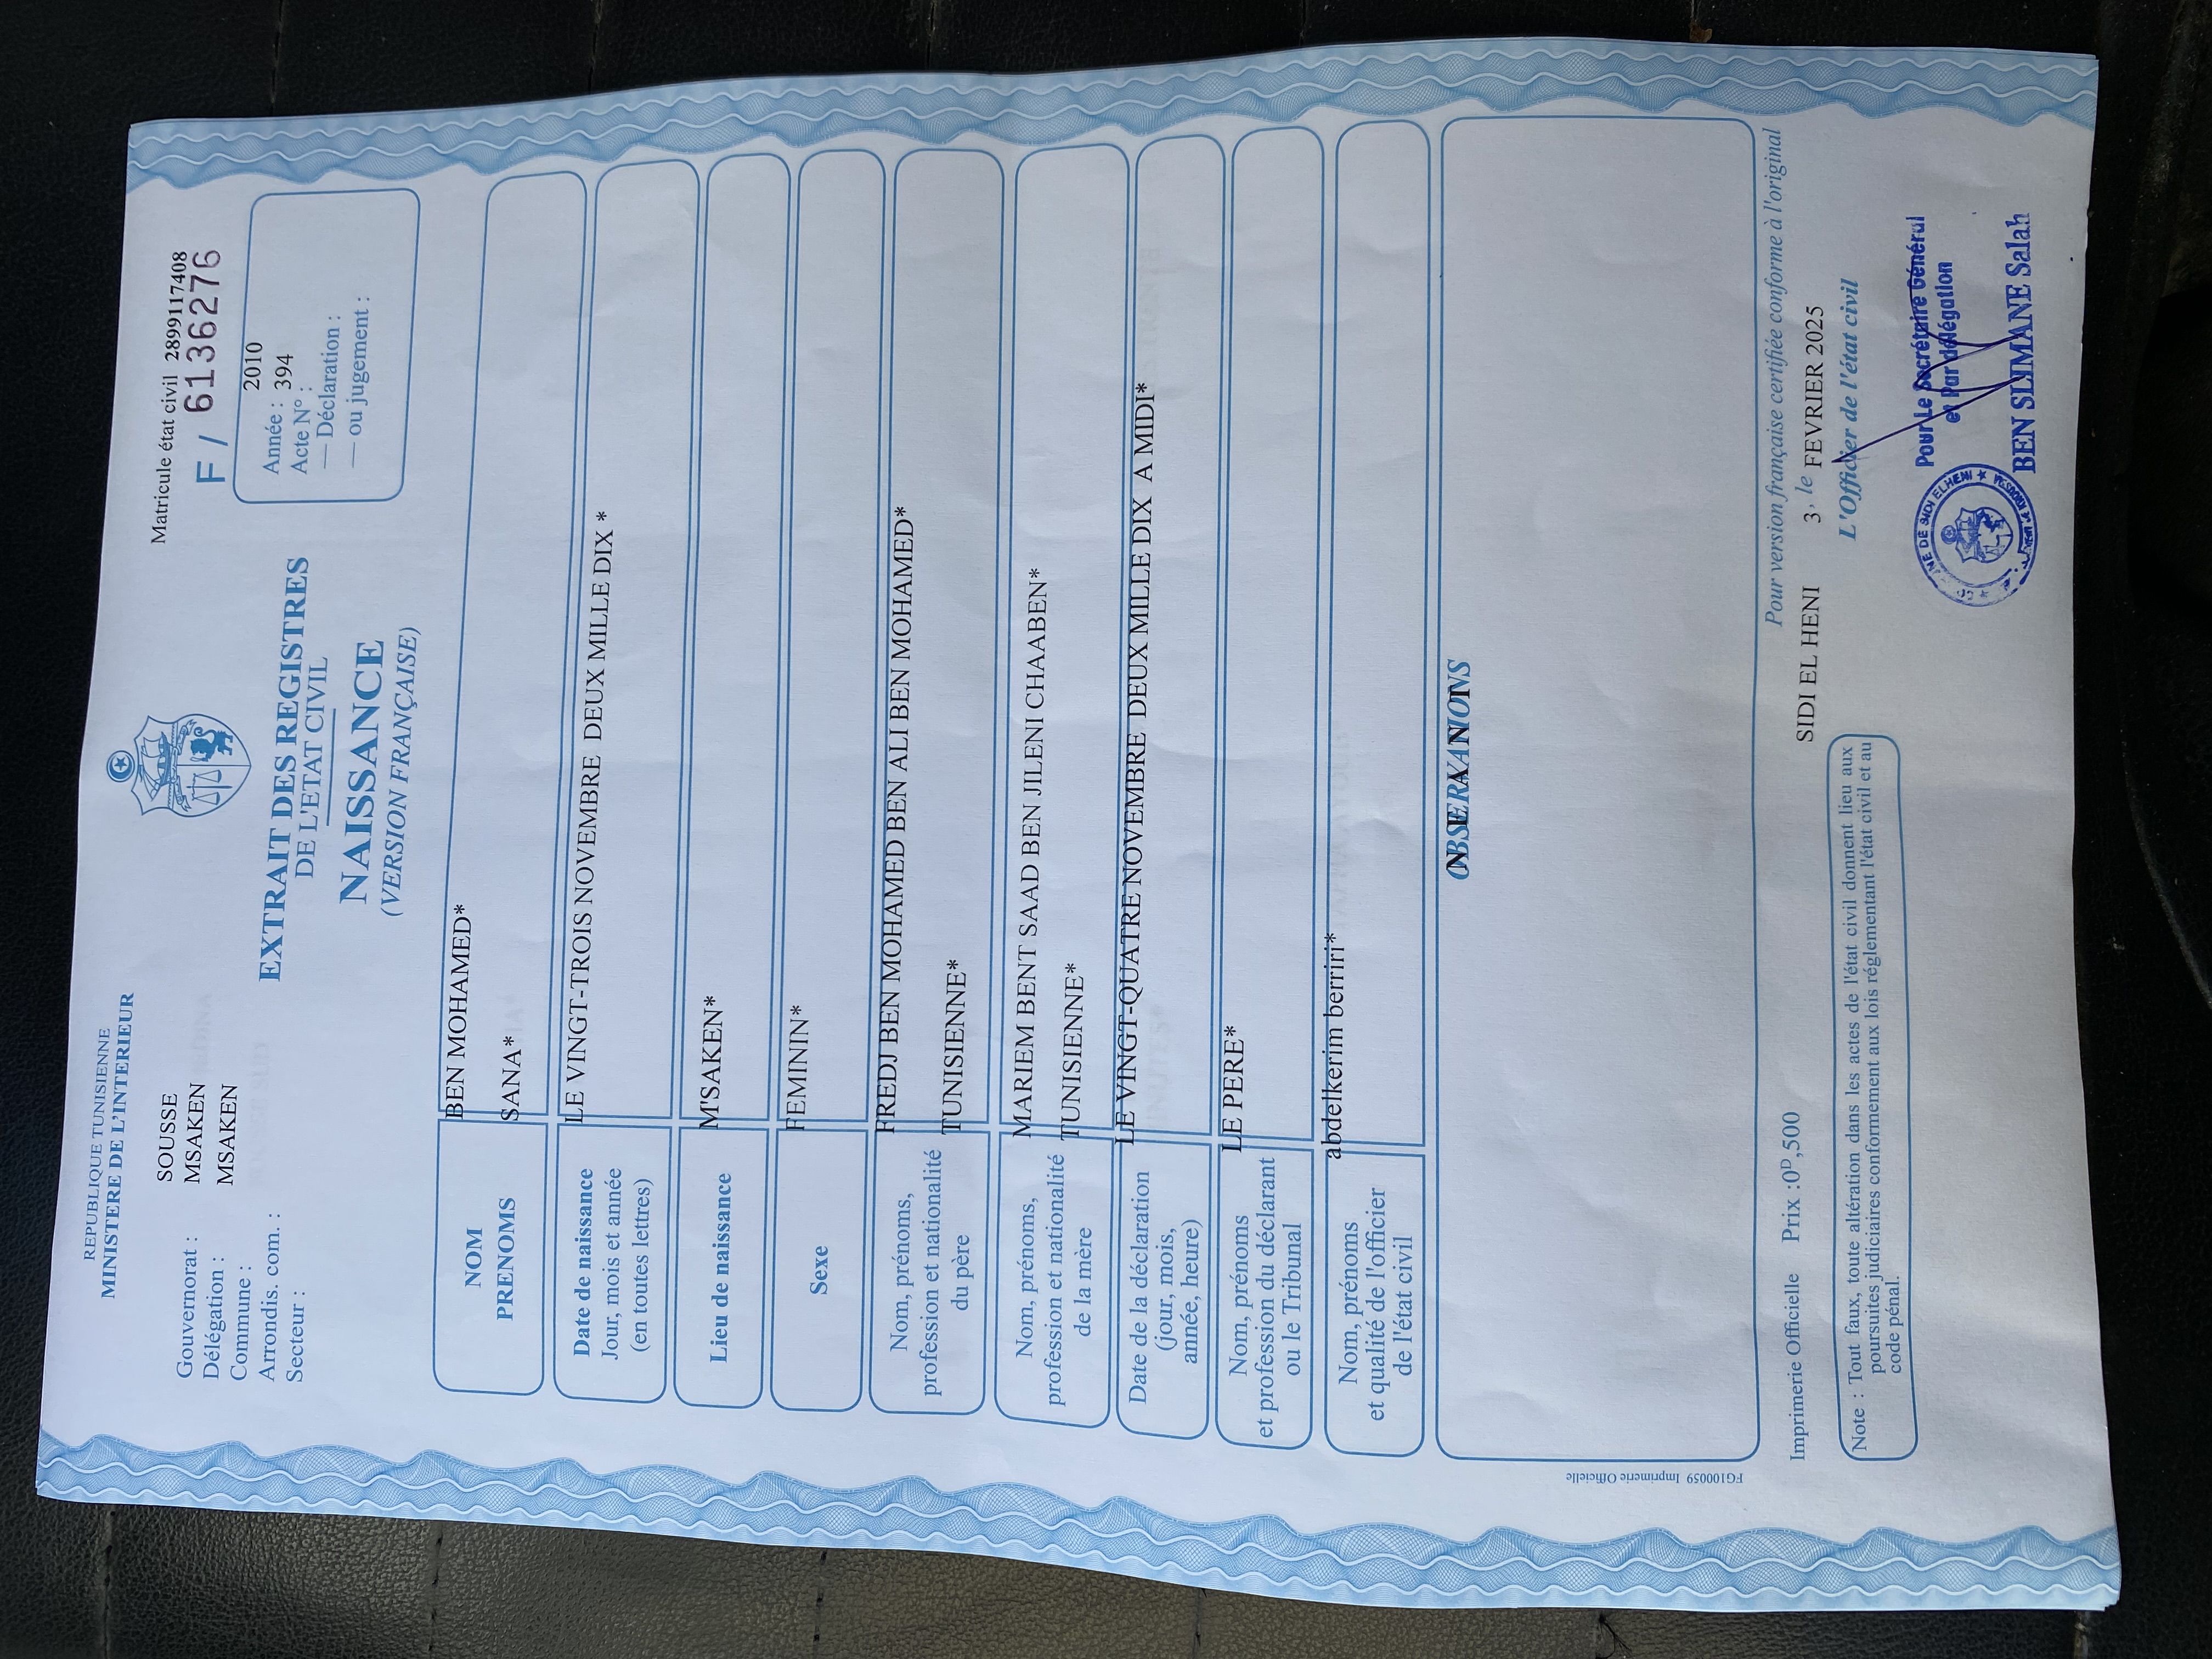 REPUBLIQUE TUNISIENNE
MINISTERE DE L'INTERIEUR
Matricule état civil 2899117408
F / 6136276
Gouvernorat : SOUSSE
Délégation : MSAKEN
Commune : MSAKEN
Arrondis. com. :
Secteur :
EXTRAIT DES REGISTRES
DE L'ETAT CIVIL
NAISSANCE
(VERSION FRANÇAISE)
2010
Année : 394
Acte N° :
— Déclaration :
— ou jugement :
NOM BEN MOHAMED*
PRENOMS SANA*
Date de naissance
Jour, mois et année
(en toutes lettres)
LE VINGT-TROIS NOVEMBRE DEUX MILLE DIX *
Lieu de naissance M'SAKEN*
Sexe FEMININ*
Nom, prénoms,
profession et nationalité
du père
FREDJ BEN MOHAMED BEN ALI BEN MOHAMED*
TUNISIENNE*
Nom, prénoms,
profession et nationalité
de la mère
MARIEM BENT SAAD BEN JILENI CHAABEN*
TUNISIENNE*
Date de la déclaration
(jour, mois,
année, heure)
LE VINGT-QUATRE NOVEMBRE DEUX MILLE DIX A MIDI*
Nom, prénoms
et profession du déclarant
ou le Tribunal
LE PERE*
Nom, prénoms
et qualité de l'officier
de l'état civil
abdelkerim berriri*
OBSERVATIONS
FG100059 Imprimerie Officielle
Pour version française certifiée conforme à l'original
Imprimerie Officielle Prix :0D,500
SIDI EL HENI 3, le FEVRIER 2025
L'Officier de l'état civil
Note : Tout faux, toute altération dans les actes de l'état civil donnent lieu aux
poursuites judiciaires conformément aux lois réglementant l'état civil et au
code pénal.
Pour Le Secrétaire Général
et Par délégation
BEN SLIMANE Salah
DE SIDI ELHENI